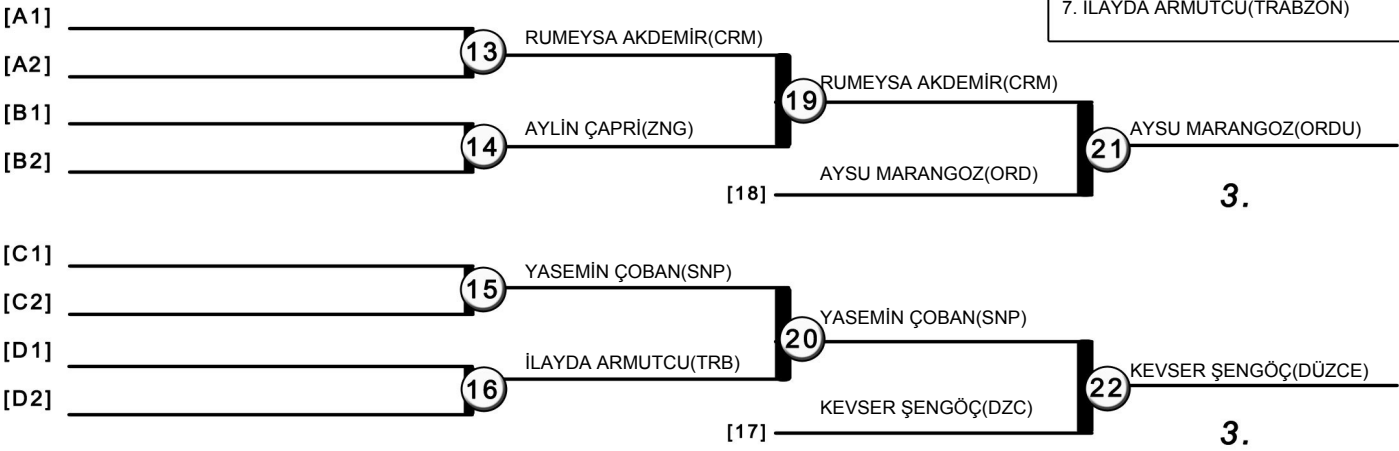 7. İLAYDA ARMUTCU(TRABZON)
[A1]
13
RUMEYSA AKDEMİR(CRM)
[A2]
19
RUMEYSA AKDEMİR(CRM)
[B1]
14
AYLİN ÇAPRİ(ZNG)
21
AYSU MARANGOZ(ORDU)
[B2]
[18]
AYSU MARANGOZ(ORD)
3.
[C1]
15
YASEMİN ÇOBAN(SNP)
[C2]
20
YASEMİN ÇOBAN(SNP)
[D1]
16
İLAYDA ARMUTCU(TRB)
22
KEVSER ŞENGÖÇ(DÜZCE)
[D2]
[17]
KEVSER ŞENGÖÇ(DZC)
3.